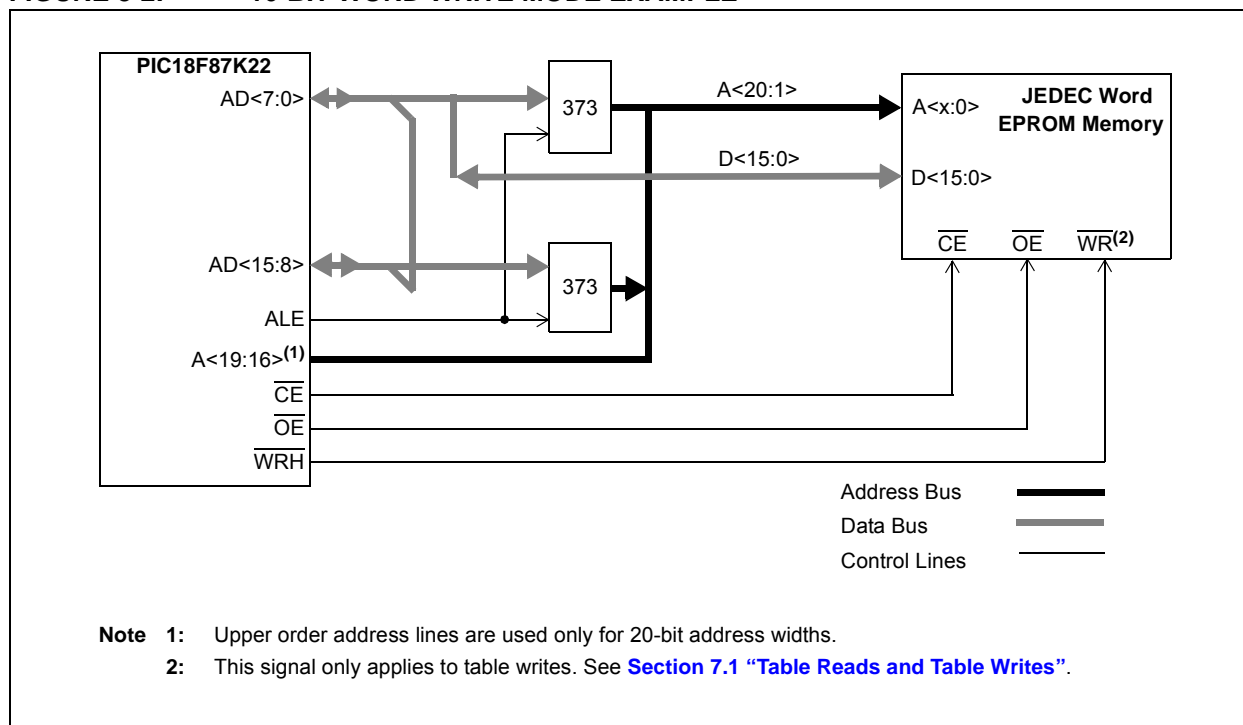 PIC18F87K22
AD<7:0>
373
A<20:1>
A<x:0>
JEDEC Word
EPROM Memory
D<15:0>
D<15:0>
CE OE WR(2)
AD<15:8>
373
ALE
A<19:16>(1)
CE
OE
WRH
Address Bus
Data Bus
Control Lines
Note 1: Upper order address lines are used only for 20-bit address widths.
2: This signal only applies to table writes. See Section 7.1 “Table Reads and Table Writes”.